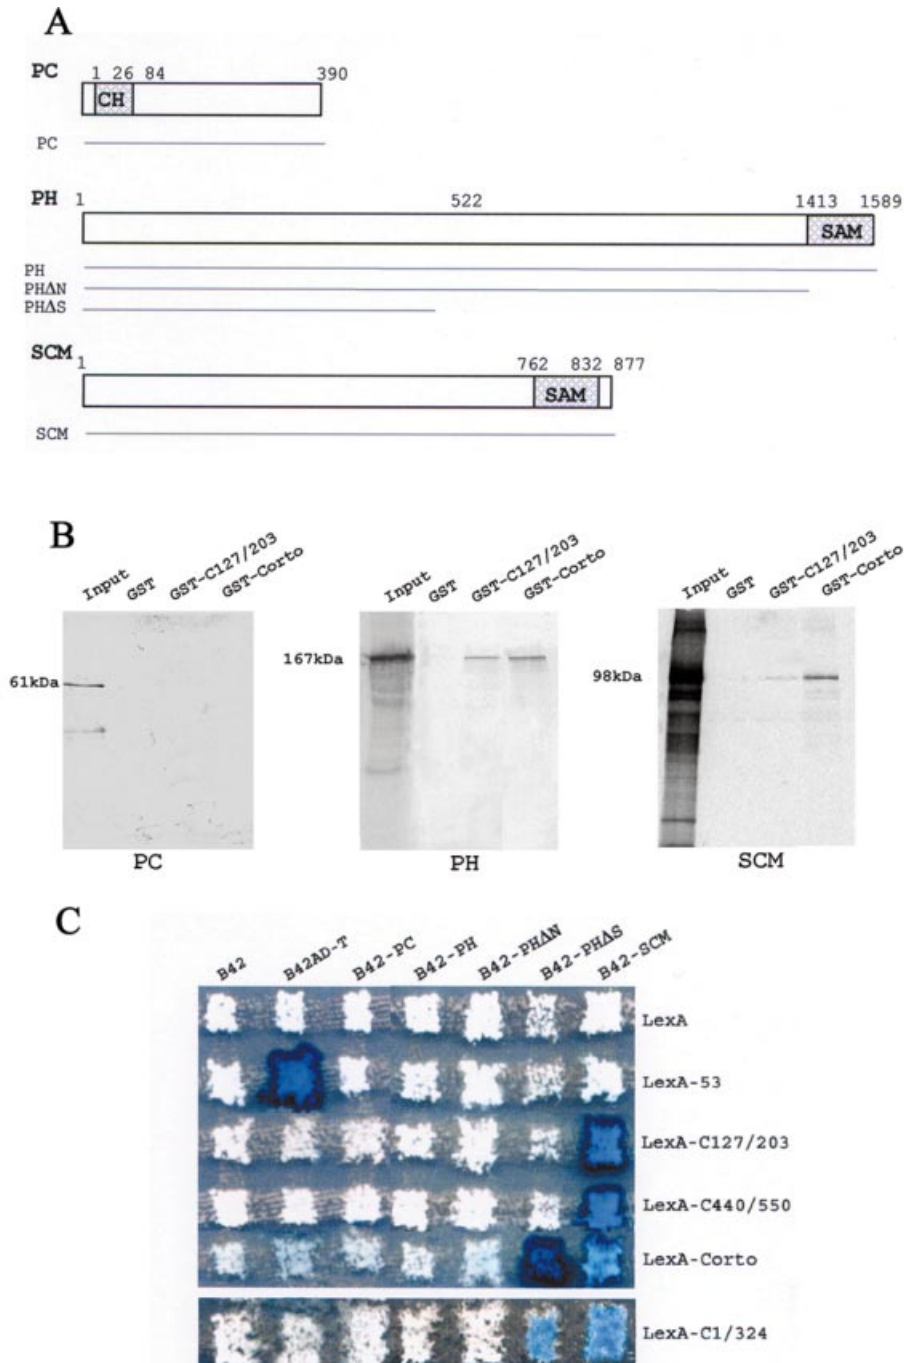 A
PC 1 26 84 390
CH
PC
PH 1 522 1413 1589
SAM
PH
PHΔN
PHΔS
SCM 1 762 832 877
SAM
SCM
B
Input GST GST-C127/203 GST-Corto
61kDa
PC
Input GST GST-C127/203 GST-Corto
167kDa
PH
Input GST GST-C127/203 GST-Corto
98kDa
SCM
C
B42 B42AD-T B42-PC B42-PH B42-PHΔN B42-PHΔS B42-SCM
LexA
LexA-53
LexA-C127/203
LexA-C440/550
LexA-Corto
LexA-C1/324